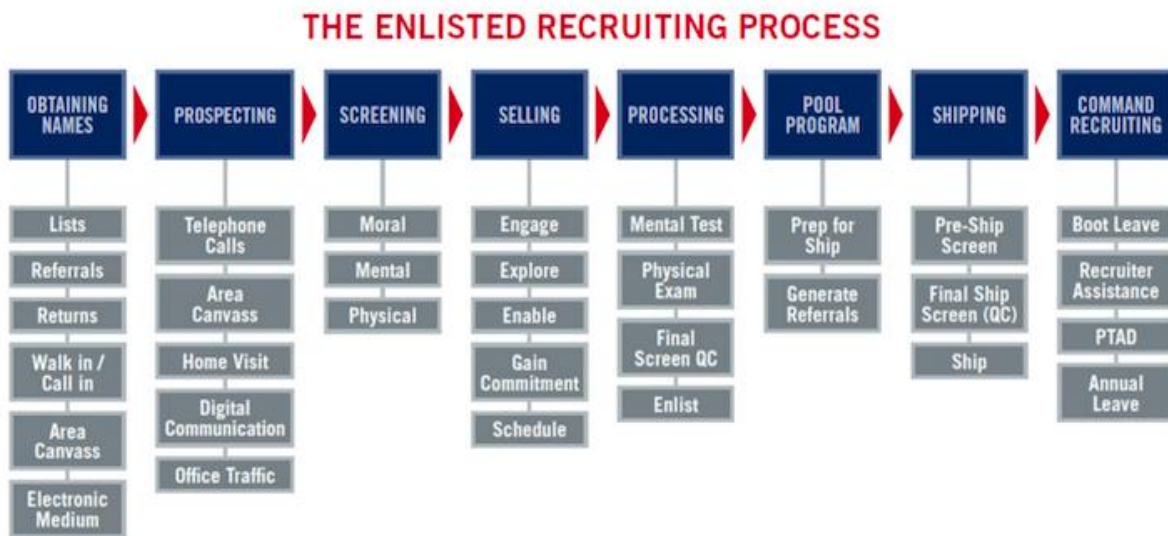 THE ENLISTED RECRUITING PROCESS
OBTAINING
NAMES
PROSPECTING
SCREENING
SELLING
PROCESSING
POOL
PROGRAM
SHIPPING
COMMAND
RECRUITING
Lists
Referrals
Returns
Walk in /
Call in
Area
Canvass
Electronic
Medium
Telephone
Calls
Area
Canvass
Home Visit
Digital
Communication
Office Traffic
Moral
Mental
Physical
Engage
Explore
Enable
Gain
Commitment
Schedule
Mental Test
Physical
Exam
Final
Screen QC
Enlist
Prep for
Ship
Generate
Referrals
Pre-Ship
Screen
Final Ship
Screen (QC)
Ship
Boot Leave
Recruiter
Assistance
PTAD
Annual
Leave